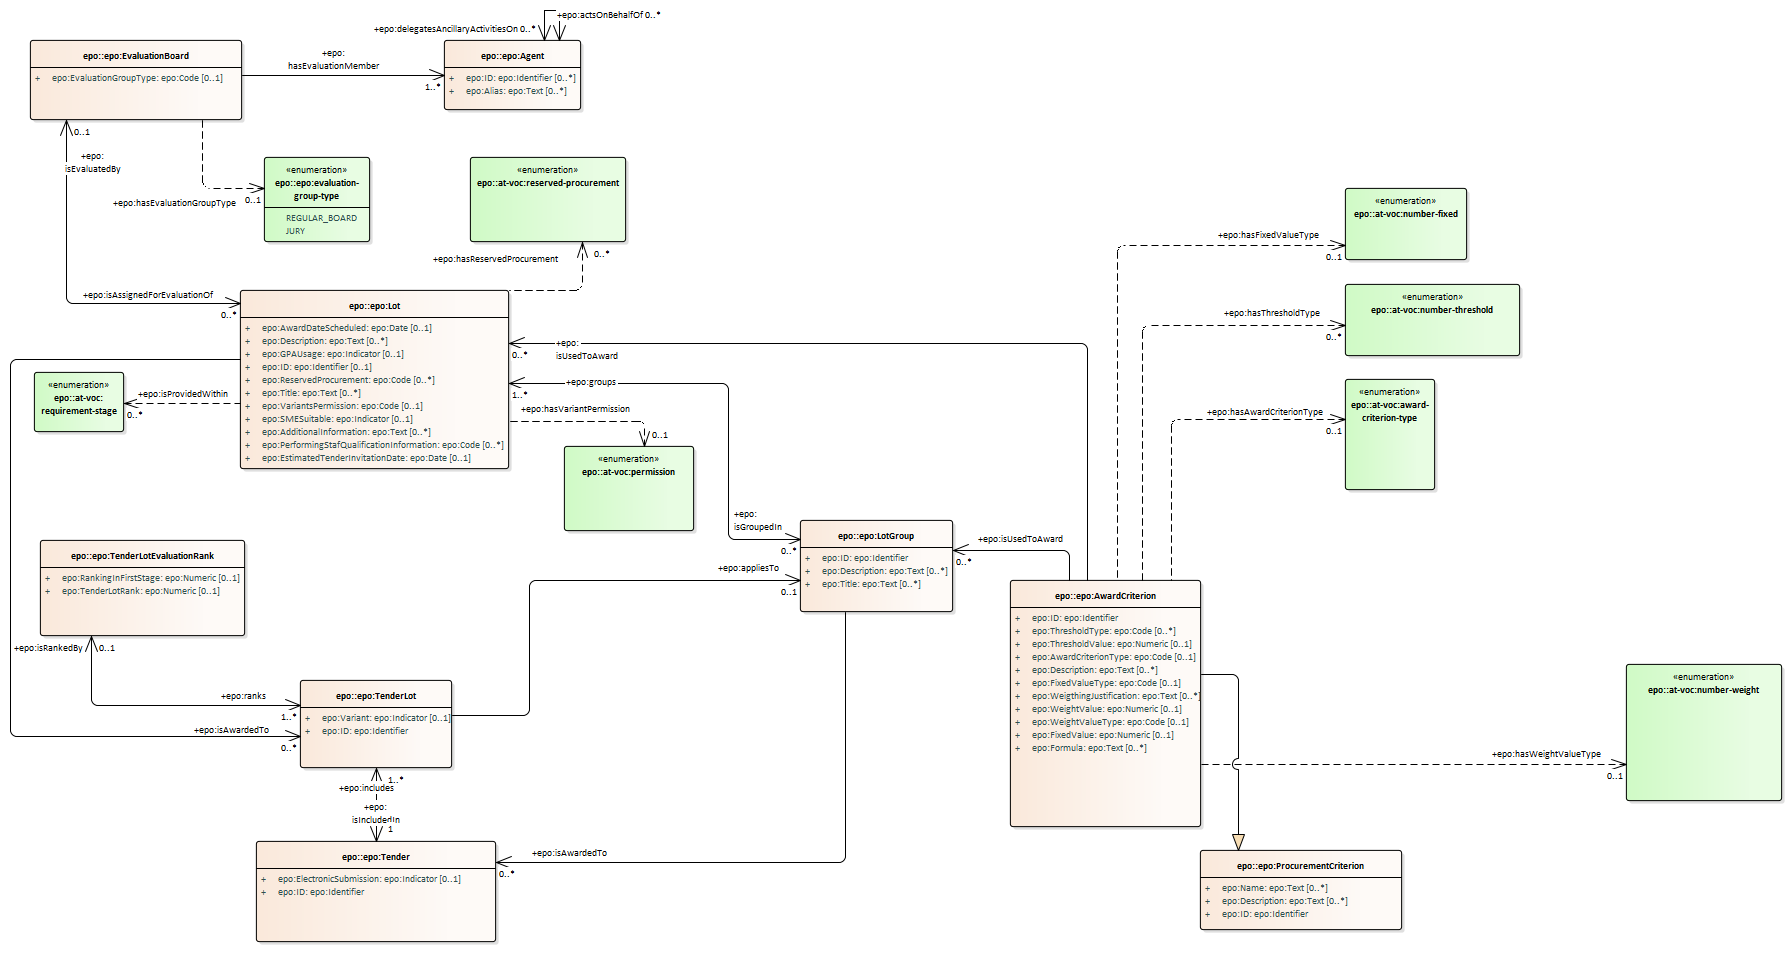 +epo:actsOnBehalfOf 0..*
+epo:delegatesAncillaryActivitiesOn 0..*
epo::epo:EvaluationBoard
+ epo:EvaluationGroupType: epo:Code [0..1]
+epo:
hasEvaluationMember
1..*
epo::epo:Agent
+ epo:ID: epo:Identifier [0..*]
+ epo:Alias: epo:Text [0..*]
0..1
+epo:
isEvaluatedBy
+epo:hasEvaluationGroupType
0..1
«enumeration»
epo::epo:evaluation-
group-type
REGULAR_BOARD
JURY
«enumeration»
epo::at-voc:reserved-procurement
+epo:hasReservedProcurement
0..*
«enumeration»
epo::at-voc:number-fixed
+epo:hasFixedValueType
0..1
«enumeration»
epo::at-voc:number-threshold
+epo:hasThresholdType
0..*
«enumeration»
epo::at-voc:award-
criterion-type
+epo:hasAwardCriterionType
0..1
+epo:isAssignedForEvaluationOf
0..*
epo::epo:Lot
+ epo:AwardDateScheduled: epo:Date [0..1]
+ epo:Description: epo:Text [0..*]
+ epo:GPAUsage: epo:Indicator [0..1]
+ epo:ID: epo:Identifier [0..1]
+ epo:ReservedProcurement: epo:Code [0..*]
+ epo:Title: epo:Text [0..*]
+ epo:VariantsPermission: epo:Code [0..1]
+ epo:SMESuitable: epo:Indicator [0..1]
+ epo:AdditionalInformation: epo:Text [0..*]
+ epo:PerformingStafQualificationInformation: epo:Code [0..*]
+ epo:EstimatedTenderInvitationDate: epo:Date [0..1]
«enumeration»
epo::at-voc:
requirement-stage
+epo:isProvidedWithin
0..*
+epo:
isUsedToAward
0..*
+epo:groups
1..*
+epo:hasVariantPermission
0..1
«enumeration»
epo::at-voc:permission
+epo:
isGroupedIn
0..*
epo::epo:LotGroup
+ epo:ID: epo:Identifier
+ epo:Description: epo:Text [0..*]
+ epo:Title: epo:Text [0..*]
+epo:isUsedToAward
0..*
+epo:appliesTo
0..1
epo::epo:TenderLotEvaluationRank
+ epo:RankingInFirstStage: epo:Numeric [0..1]
+ epo:TenderLotRank: epo:Numeric [0..1]
+epo:isRankedBy
0..1
+epo:ranks
1..*
+epo:isAwardedTo
0..*
epo::epo:TenderLot
+ epo:Variant: epo:Indicator [0..1]
+ epo:ID: epo:Identifier
1..*
+epo:includes
+epo:
isIncludedIn
1
epo::epo:Tender
+ epo:ElectronicSubmission: epo:Indicator [0..1]
+ epo:ID: epo:Identifier
+epo:isAwardedTo
0..*
epo::epo:AwardCriterion
+ epo:ID: epo:Identifier
+ epo:ThresholdType: epo:Code [0..*]
+ epo:ThresholdValue: epo:Numeric [0..1]
+ epo:AwardCriterionType: epo:Code [0..1]
+ epo:Description: epo:Text [0..*]
+ epo:FixedValueType: epo:Code [0..1]
+ epo:WeigthingJustification: epo:Text [0..*]
+ epo:WeightValue: epo:Numeric [0..1]
+ epo:WeightValueType: epo:Code [0..1]
+ epo:FixedValue: epo:Numeric [0..1]
+ epo:Formula: epo:Text [0..*]
+epo:hasWeightValueType
0..1
«enumeration»
epo::at-voc:number-weight
epo::epo:ProcurementCriterion
+ epo:Name: epo:Text [0..*]
+ epo:Description: epo:Text [0..*]
+ epo:ID: epo:Identifier